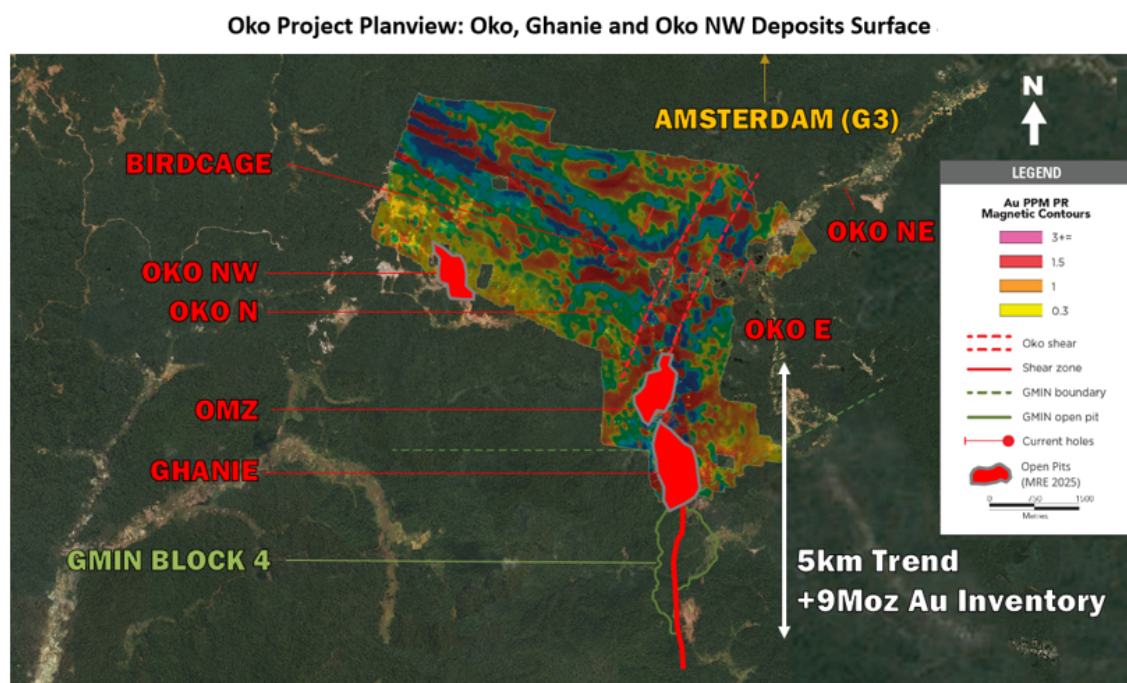 Oko Project Planview: Oko, Ghanie and Oko NW Deposits Surface
AMSTERDAM (G3)
N
BIRDCAGE
OKO NE
OKO NW
OKO N
OKO E
OMZ
GHANIE
GMIN BLOCK 4
5km Trend
+9Moz Au Inventory
LEGEND
Au PPM PR
Magnetic Contours
3+=
1.5
1
0.3
Oko shear
Shear zone
GMIN boundary
GMIN open pit
Current holes
Open Pits
(MRE 2025)
0 750 1500
Metres